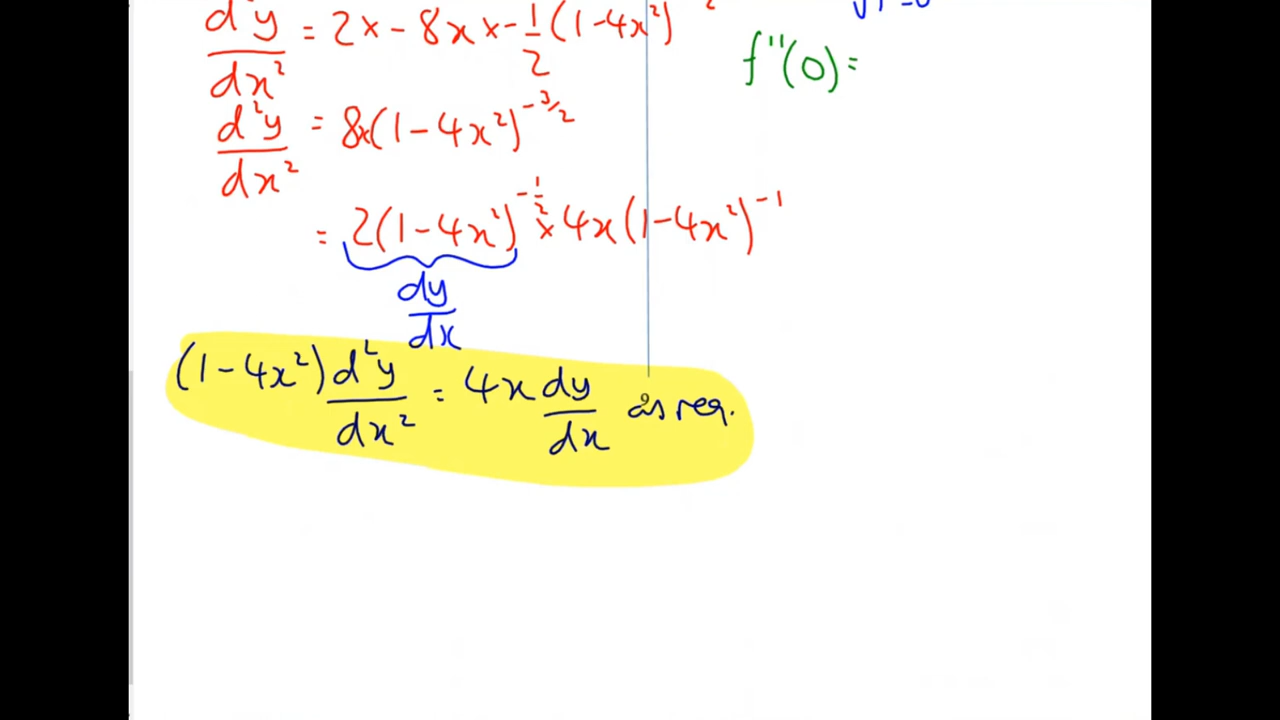 d²y/dx² = 2 × - 8x × -1/2 (1-4x²)
f''(0) =
d²y/dx² = 8x(1-4x²)^(-3/2)
= 2(1-4x²)^(-1/2) × 4x(1-4x²)^(-1)
dy/dx
(1-4x²) d²y/dx² = 4x dy/dx as req.